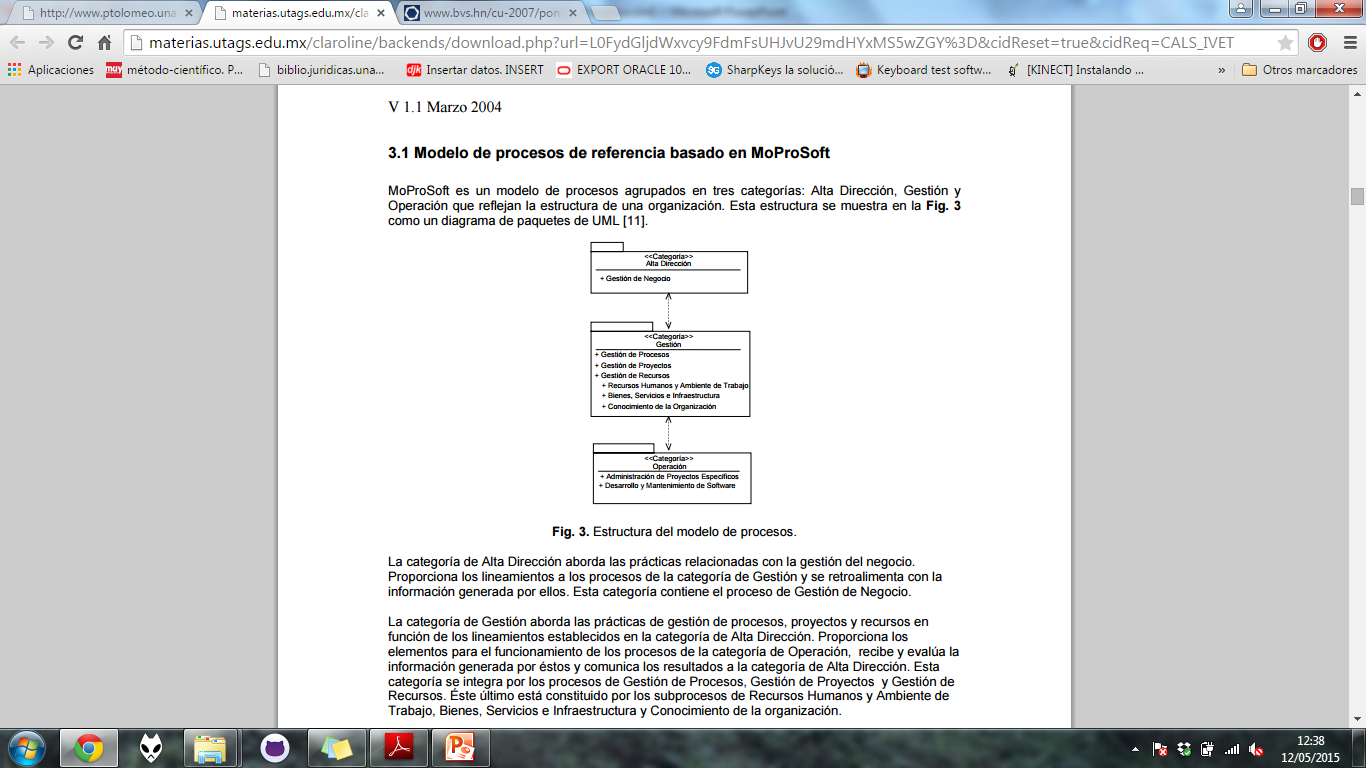 http://www.ptolomeo.una
materias.utags.edu.mx/cla
www.bvs.hn/cu-2007/pon
materias.utags.edu.mx/claroline/backends/download.php?url=L0FydGljdWxvcy9FdmFsUHJvU29mdHYxMS5wZGY%3D&cidReset=true&cidReq=CALS_IVET
Aplicaciones
muy método-científico. P...
biblio.juridicas.una...
djk Insertar datos. INSERT
EXPORT ORACLE 10...
SG SharpKeys la solució...
Keyboard test softw...
[KINECT] Instalando ...
»
Otros marcadores
V 1.1 Marzo 2004
3.1 Modelo de procesos de referencia basado en MoProSoft
MoProSoft es un modelo de procesos agrupados en tres categorías: Alta Dirección, Gestión y
Operación que reflejan la estructura de una organización. Esta estructura se muestra en la Fig. 3
como un diagrama de paquetes de UML [11].
<<Categoría>>
Alta Dirección
+ Gestión de Negocio
<<Categoría>>
Gestión
+ Gestión de Procesos
+ Gestión de Proyectos
+ Gestión de Recursos
+ Recursos Humanos y Ambiente de Trabajo
+ Bienes, Servicios e Infraestructura
+ Conocimiento de la Organización
<<Categoría>>
Operación
+ Administración de Proyectos Específicos
+ Desarrollo y Mantenimiento de Software
Fig. 3. Estructura del modelo de procesos.
La categoría de Alta Dirección aborda las prácticas relacionadas con la gestión del negocio.
Proporciona los lineamientos a los procesos de la categoría de Gestión y se retroalimenta con la
información generada por ellos. Esta categoría contiene el proceso de Gestión de Negocio.
La categoría de Gestión aborda las prácticas de gestión de procesos, proyectos y recursos en
función de los lineamientos establecidos en la categoría de Alta Dirección. Proporciona los
elementos para el funcionamiento de los procesos de la categoría de Operación, recibe y evalúa la
información generada por éstos y comunica los resultados a la categoría de Alta Dirección. Esta
categoría se integra por los procesos de Gestión de Procesos, Gestión de Proyectos y Gestión de
Recursos. Éste último está constituido por los subprocesos de Recursos Humanos y Ambiente de
Trabajo, Bienes, Servicios e Infraestructura y Conocimiento de la organización.
12:38
12/05/2015